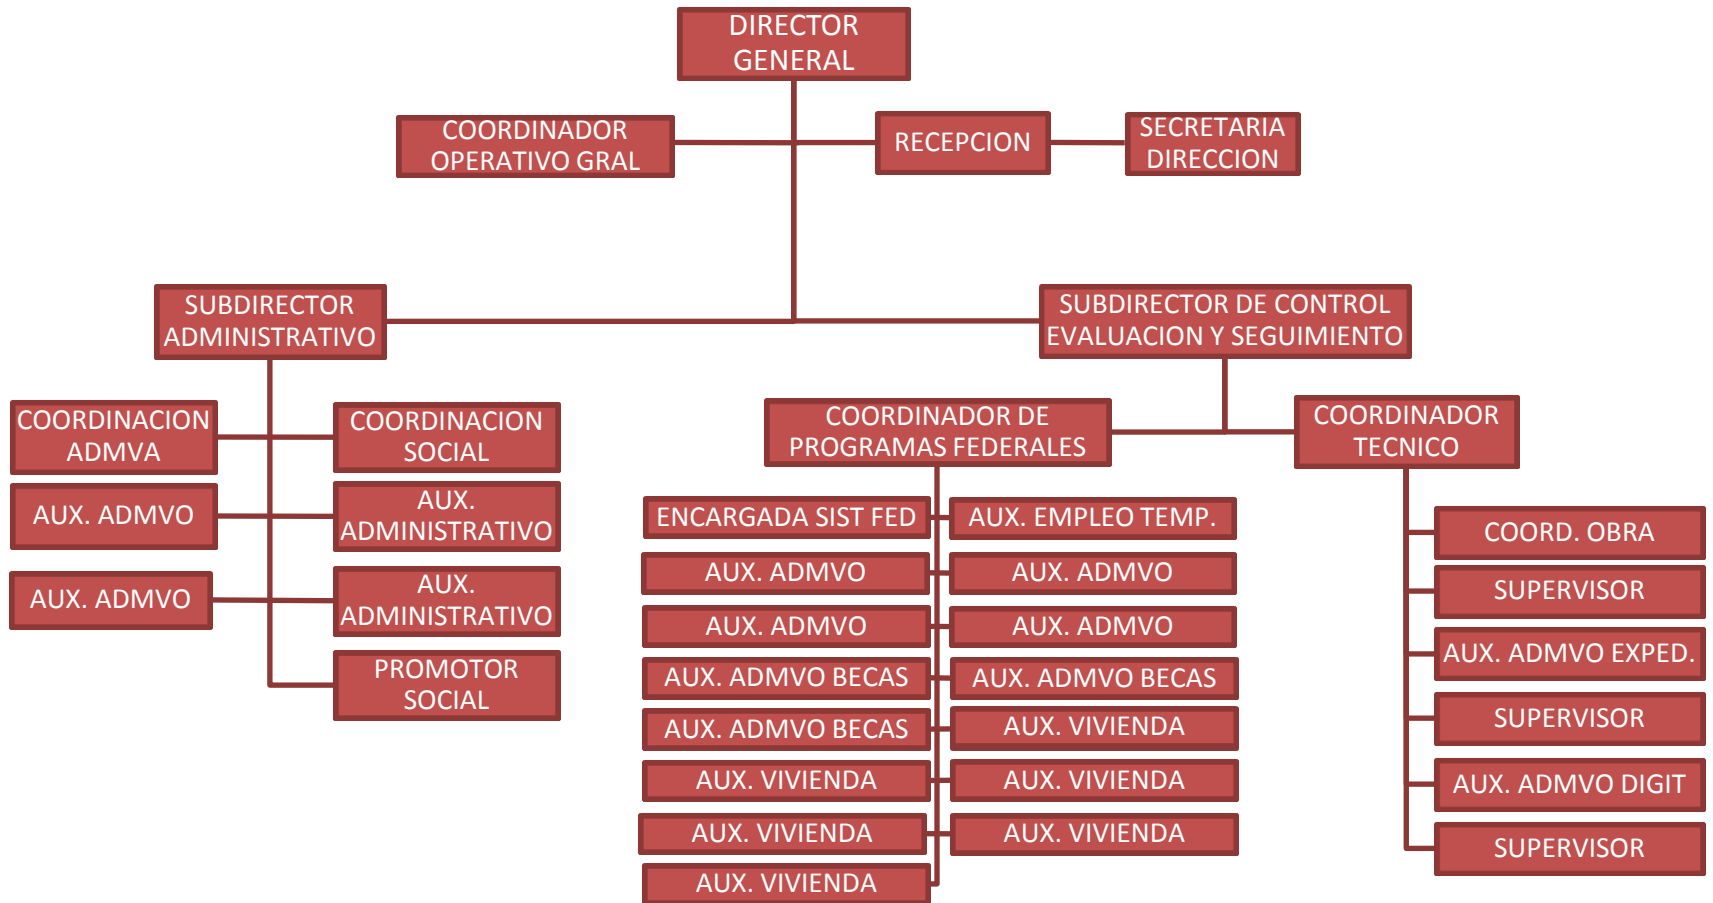 DIRECTOR
GENERAL
COORDINADOR
OPERATIVO GRAL
RECEPCION
SECRETARIA
DIRECCION
SUBDIRECTOR
ADMINISTRATIVO
SUBDIRECTOR DE CONTROL
EVALUACION Y SEGUIMIENTO
COORDINACION
ADMVA
COORDINACION
SOCIAL
AUX. ADMVO
AUX.
ADMINISTRATIVO
AUX. ADMVO
AUX.
ADMINISTRATIVO
PROMOTOR
SOCIAL
COORDINADOR DE
PROGRAMAS FEDERALES
ENCARGADA SIST FED
AUX. EMPLEO TEMP.
AUX. ADMVO
AUX. ADMVO
AUX. ADMVO
AUX. ADMVO
AUX. ADMVO BECAS
AUX. ADMVO BECAS
AUX. ADMVO BECAS
AUX. VIVIENDA
AUX. VIVIENDA
AUX. VIVIENDA
AUX. VIVIENDA
AUX. VIVIENDA
AUX. VIVIENDA
COORDINADOR
TECNICO
COORD. OBRA
SUPERVISOR
AUX. ADMVO EXPED.
SUPERVISOR
AUX. ADMVO DIGIT
SUPERVISOR